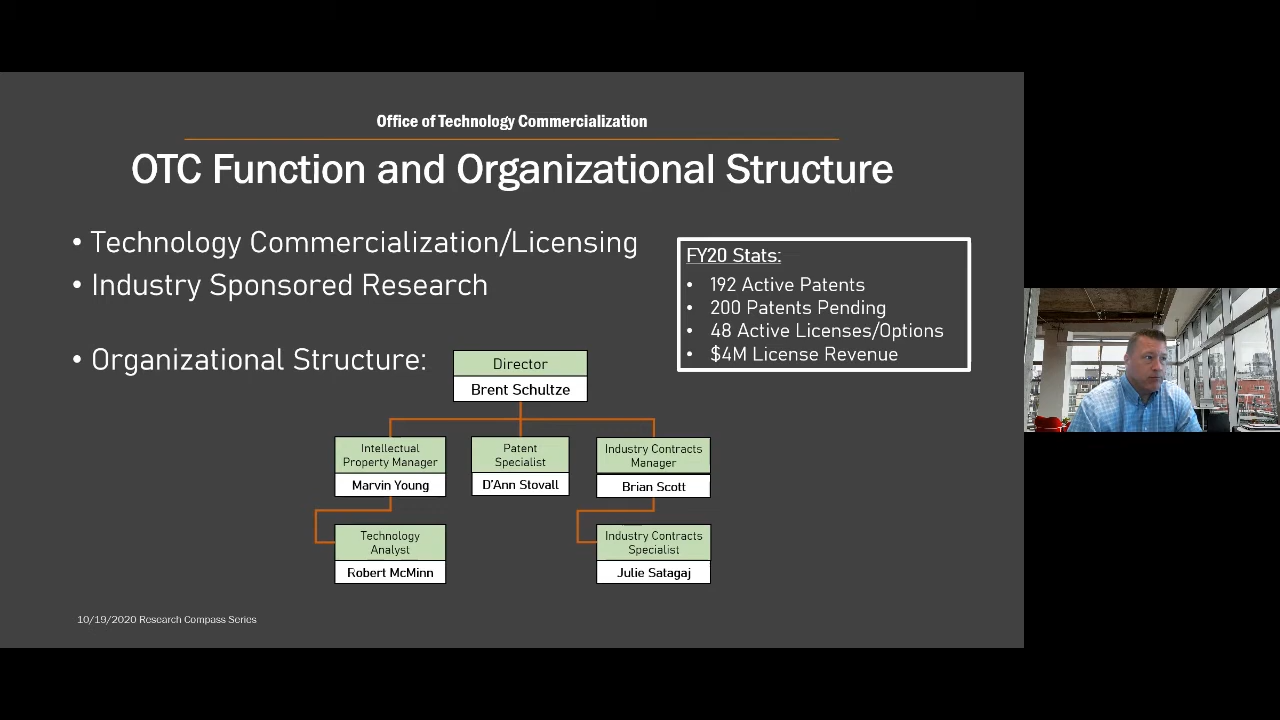 Office of Technology Commercialization
OTC Function and Organizational Structure
• Technology Commercialization/Licensing
• Industry Sponsored Research
• Organizational Structure:
FY20 Stats:
• 192 Active Patents
• 200 Patents Pending
• 48 Active Licenses/Options
• $4M License Revenue
Director
Brent Schultze
Intellectual
Property Manager
Marvin Young
Patent
Specialist
D'Ann Stovall
Industry Contracts
Manager
Brian Scott
Technology
Analyst
Robert McMinn
Industry Contracts
Specialist
Julie Satagaj
10/19/2020 Research Compass Series